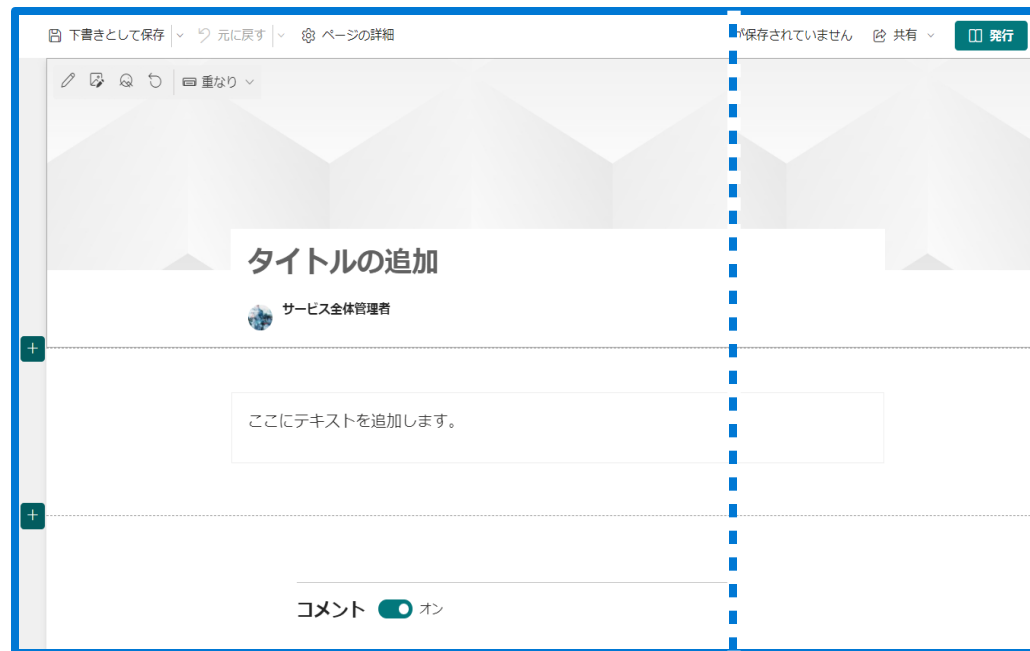 下書きとして保存 元に戻す ページの詳細 が保存されていません 共有 発行
重なり
タイトルの追加
サービス全体管理者
ここにテキストを追加します。
コメント オン